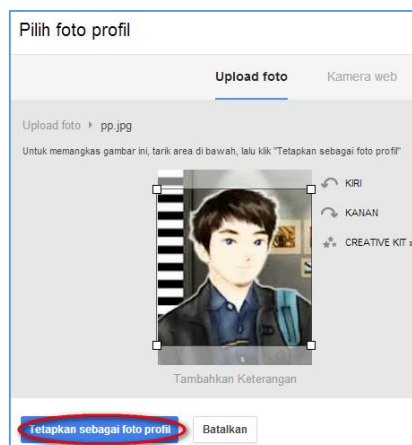 Pilih foto profil
Upload foto Kamera web
Upload foto ▸ pp.jpg
Untuk memangkas gambar ini, tarik area di bawah, lalu klik "Tetapkan sebagai foto profil"
KIRI
KANAN
CREATIVE KIT »
Tambahkan Keterangan
Tetapkan sebagai foto profil Batalkan